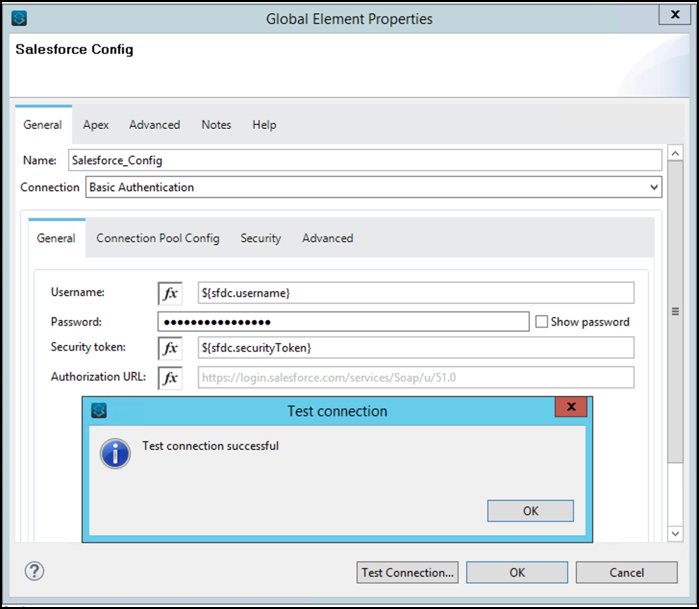 Global Element Properties
x
Salesforce Config
General Apex Advanced Notes Help
Name: Salesforce_Config
Connection Basic Authentication
General Connection Pool Config Security Advanced
Username: fx ${sfdc.username}
Password: ●●●●●●●●●●●●●●●● Show password
Security token: fx ${sfdc.securityToken}
Authorization URL: fx https://login.salesforce.com/services/Soap/u/51.0
Test connection
x
i
Test connection successful
OK
?
Test Connection... OK Cancel